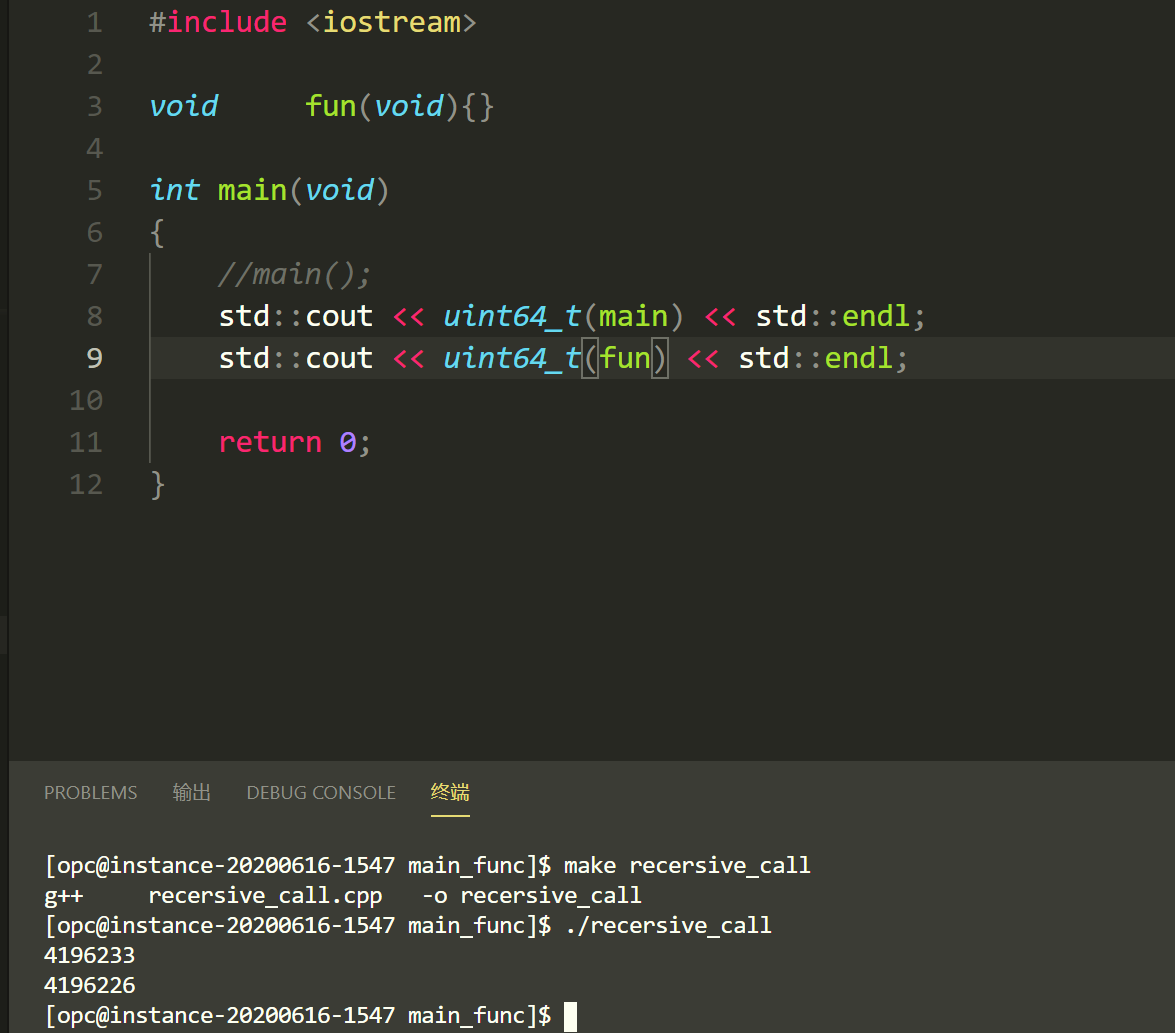 1 #include <iostream>
2
3 void     fun(void){}
4
5 int main(void)
6 {
7     //main();
8     std::cout << uint64_t(main) << std::endl;
9     std::cout << uint64_t(fun) << std::endl;
10
11     return 0;
12 }
PROBLEMS 输出 DEBUG CONSOLE 终端
[opc@instance-20200616-1547 main_func]$ make recersive_call
g++     recersive_call.cpp   -o recersive_call
[opc@instance-20200616-1547 main_func]$ ./recersive_call
4196233
4196226
[opc@instance-20200616-1547 main_func]$